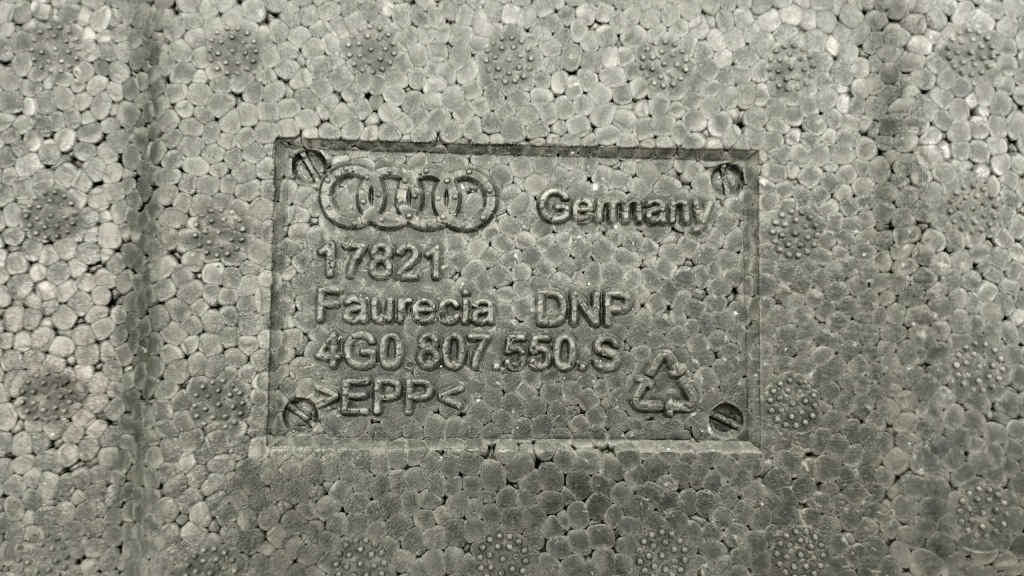 Germany
17821
Faurecia DNP
4G0.807.550.S
>EPP<